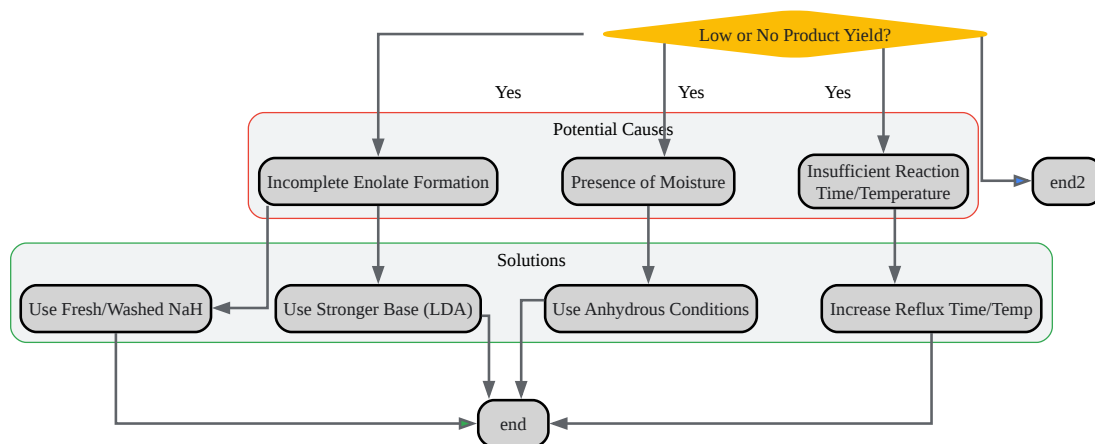 Low or No Product Yield?
Yes
Yes
Yes
Potential Causes
Incomplete Enolate Formation
Presence of Moisture
Insufficient Reaction
Time/Temperature
end2
Solutions
Use Fresh/Washed NaH
Use Stronger Base (LDA)
Use Anhydrous Conditions
Increase Reflux Time/Temp
end